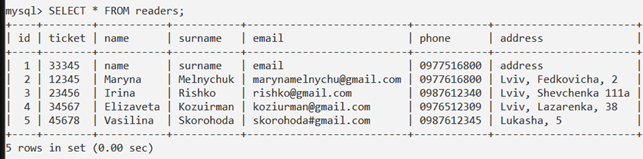 mysql> SELECT * FROM readers;
+----+--------+-----------+-----------+------------------------+------------+-----------------------+
| id | ticket | name      | surname   | email                  | phone      | address               |
+----+--------+-----------+-----------+------------------------+------------+-----------------------+
|  1 | 33345  | name      | surname   | email                  | 0977516800 | address               |
|  2 | 12345  | Maryna    | Melnychuk | marynamelnychu@gmail.com | 0977616800 | Lviv, Fedkovicha, 2   |
|  3 | 23456  | Irina     | Rishko    | rishko@gmail.com       | 0987612340 | Lviv, Shevchenka 111a |
|  4 | 34567  | Elizaveta | Kozuirman | koziurman@gmail.com    | 0976512309 | Lviv, Lazarenka, 38   |
|  5 | 45678  | Vasilina  | Skorohoda | skorohoda#gmail.com    | 0987612345 | Lukasha, 5            |
+----+--------+-----------+-----------+------------------------+------------+-----------------------+
5 rows in set (0.00 sec)